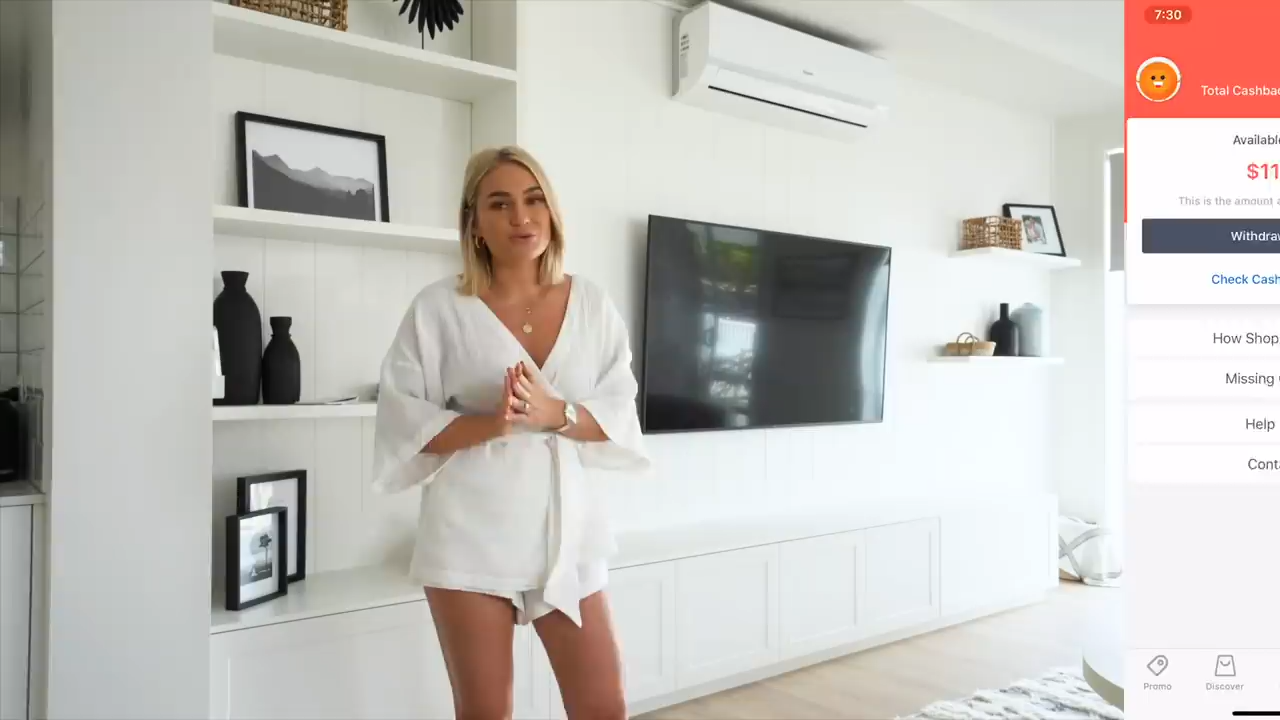 7:30
Total Cashba
Available
$11
This is the amount a
Withdraw
Check Cash
How Shop
Missing
Help
Conta
Promo
Discover